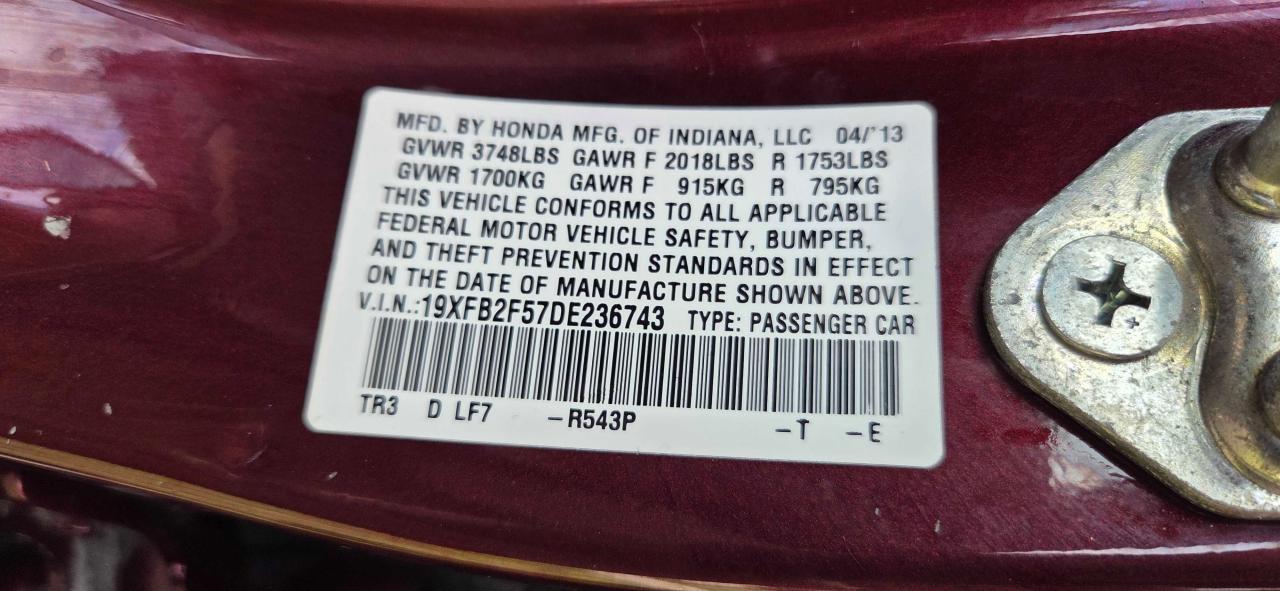 MFD. BY HONDA MFG. OF INDIANA, LLC 04/'13
GVWR 3748LBS GAWR F 2018LBS R 1753LBS
GVWR 1700KG GAWR F 915KG R 795KG
THIS VEHICLE CONFORMS TO ALL APPLICABLE
FEDERAL MOTOR VEHICLE SAFETY, BUMPER,
AND THEFT PREVENTION STANDARDS IN EFFECT
ON THE DATE OF MANUFACTURE SHOWN ABOVE.
V.I.N.:19XFB2F57DE236743 TYPE: PASSENGER CAR
TR3 D LF7 -R543P -T -E